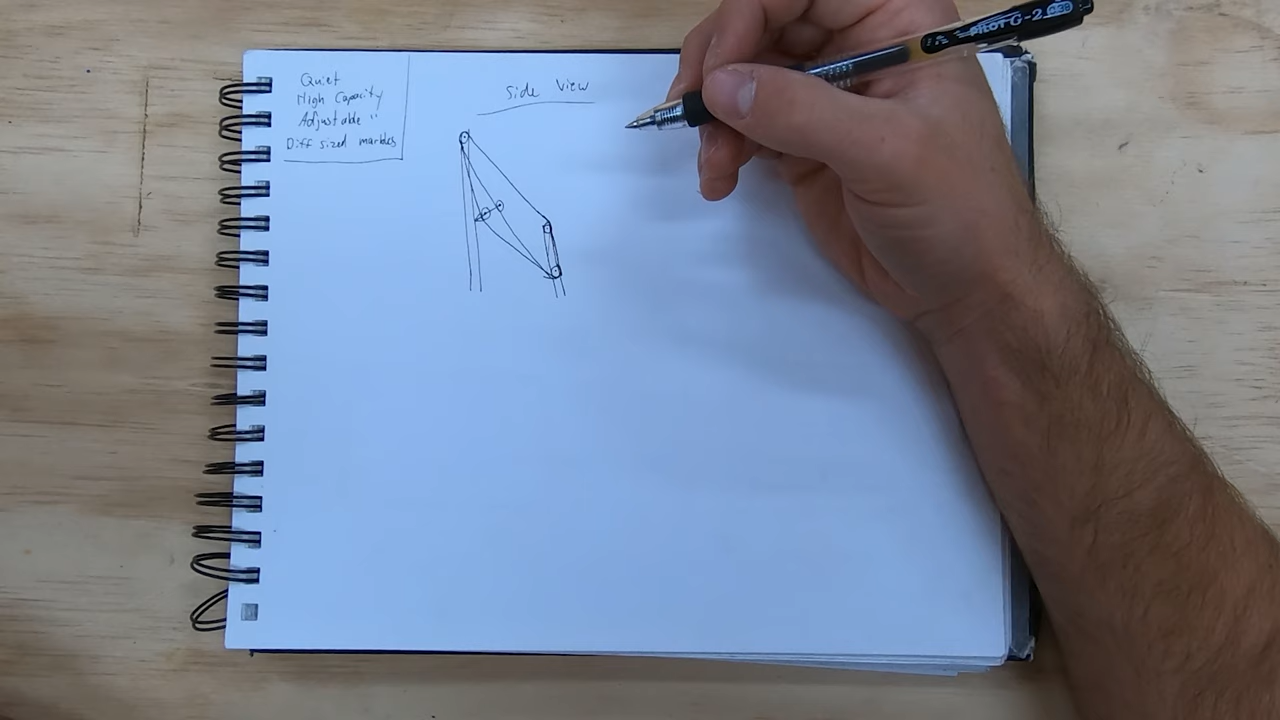 Quiet
High Capacity
Adjustable "
Diff sized marbles
Side View
PILOT G-2